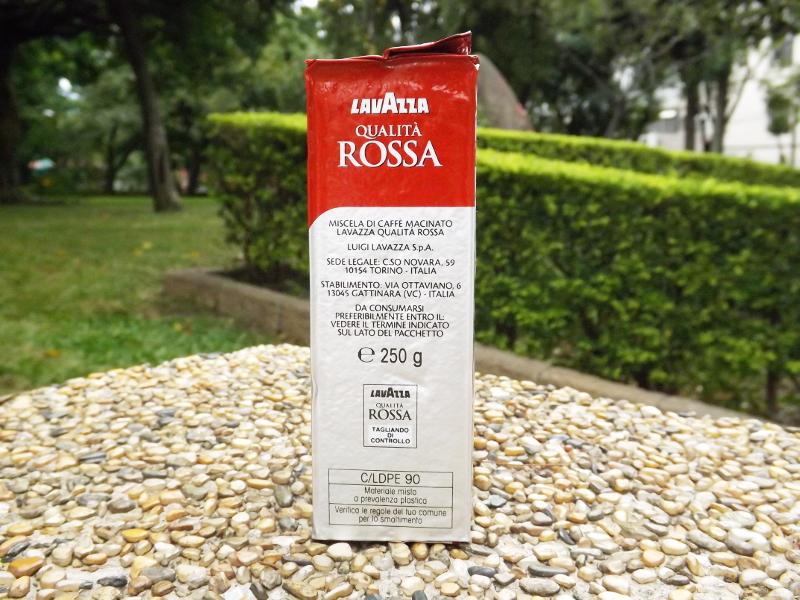 LAVAZZA
QUALITÀ
ROSSA
MISCELA DI CAFFÈ MACINATO
LAVAZZA QUALITÀ ROSSA
LUIGI LAVAZZA S.p.A.
SEDE LEGALE: C.SO NOVARA, 59
10154 TORINO - ITALIA
STABILIMENTO: VIA OTTAVIANO, 6
13045 GATTINARA (VC) - ITALIA
DA CONSUMARSI
PREFERIBILMENTE ENTRO IL:
VEDERE IL TERMINE INDICATO
SUL LATO DEL PACCHETTO
℮ 250 g
LAVAZZA
QUALITÀ
ROSSA
TAGLIANDO
DI
CONTROLLO
C/LDPE 90
Materiale misto
a prevalenza plastica
Verifica le regole del tuo comune
per lo smaltimento